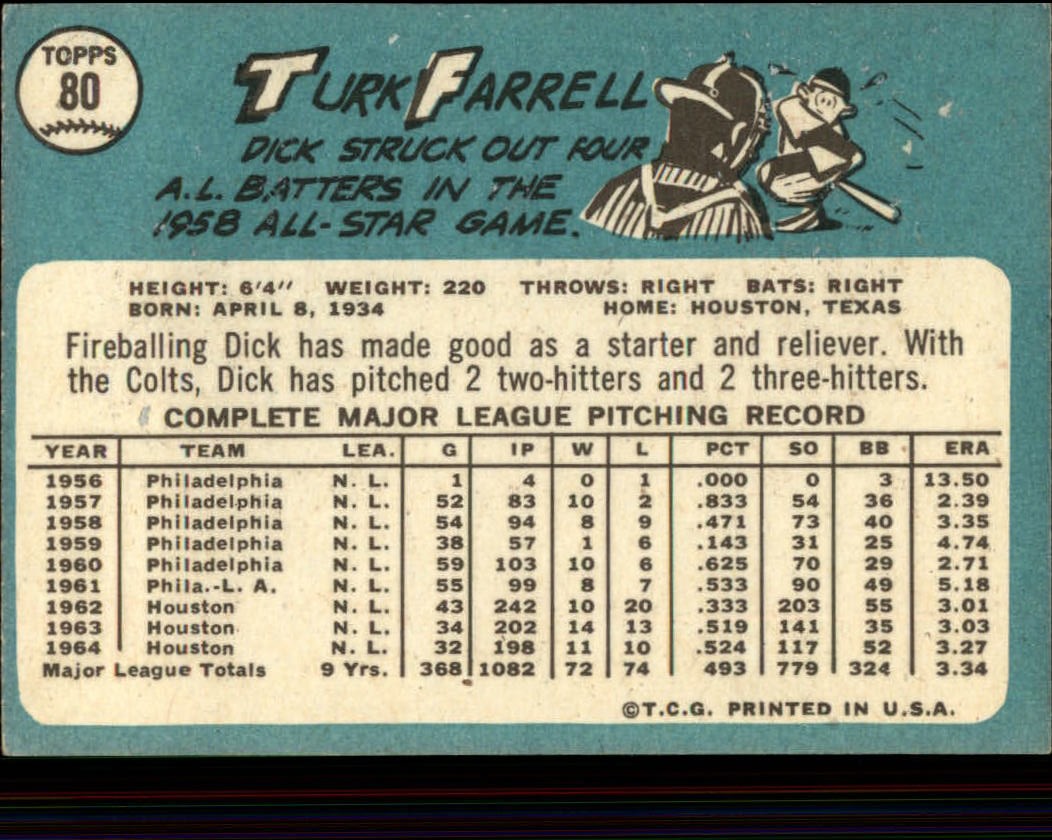 TOPPS
80
TURK FARRELL
DICK STRUCK OUT FOUR
A.L. BATTERS IN THE
1958 ALL-STAR GAME.
HEIGHT: 6'4" WEIGHT: 220 THROWS: RIGHT BATS: RIGHT
BORN: APRIL 8, 1934 HOME: HOUSTON, TEXAS
Fireballing Dick has made good as a starter and reliever. With
the Colts, Dick has pitched 2 two-hitters and 2 three-hitters.
COMPLETE MAJOR LEAGUE PITCHING RECORD
YEAR TEAM LEA. G IP W L PCT SO BB ERA
1956 Philadelphia N. L. 1 4 0 1 .000 0 3 13.50
1957 Philadelphia N. L. 52 83 10 2 .833 54 36 2.39
1958 Philadelphia N. L. 54 94 8 9 .471 73 40 3.35
1959 Philadelphia N. L. 38 57 1 6 .143 31 25 4.74
1960 Philadelphia N. L. 59 103 10 6 .625 70 29 2.71
1961 Phila.-L. A. N. L. 55 99 8 7 .533 90 49 5.18
1962 Houston N. L. 43 242 10 20 .333 203 55 3.01
1963 Houston N. L. 34 202 14 13 .519 141 35 3.03
1964 Houston N. L. 32 198 11 10 .524 117 52 3.27
Major League Totals 9 Yrs. 368 1082 72 74 493 779 324 3.34
©T.C.G. PRINTED IN U.S.A.